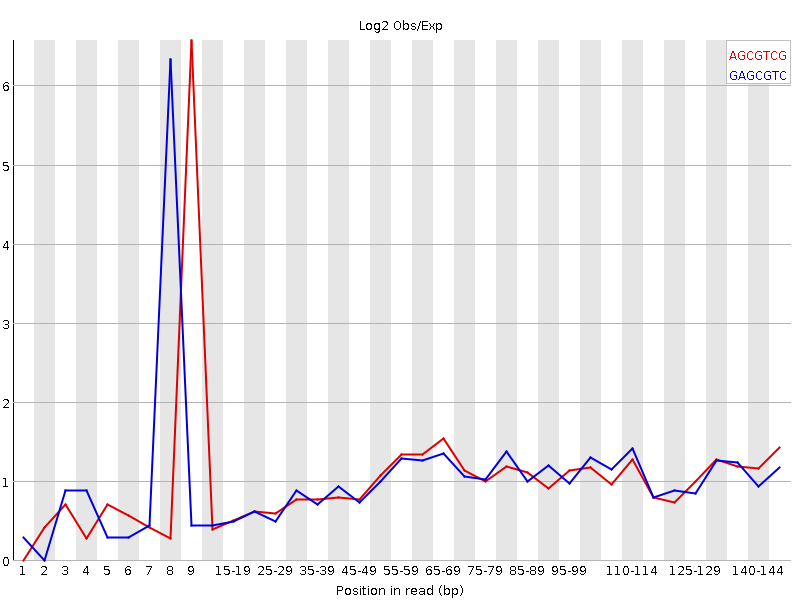 Log2 Obs/Exp
AGCGTCG
GAGCGTC
6
5
4
3
2
1
0
1 2 3 4 5 6 7 8 9 15-19 25-29 35-39 45-49 55-59 65-69 75-79 85-89 95-99 110-114 125-129 140-144
Position in read (bp)